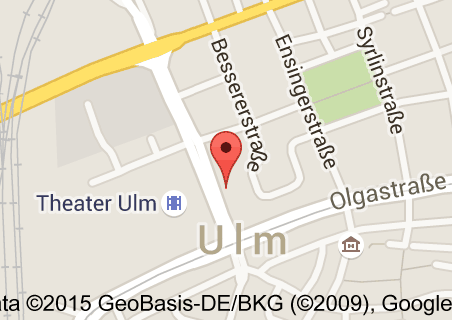 Bessererstraße
Ensingerstraße
Syrlinstraße
Theater Ulm
Olgastraße
Ulm
ata ©2015 GeoBasis-DE/BKG (©2009), Google